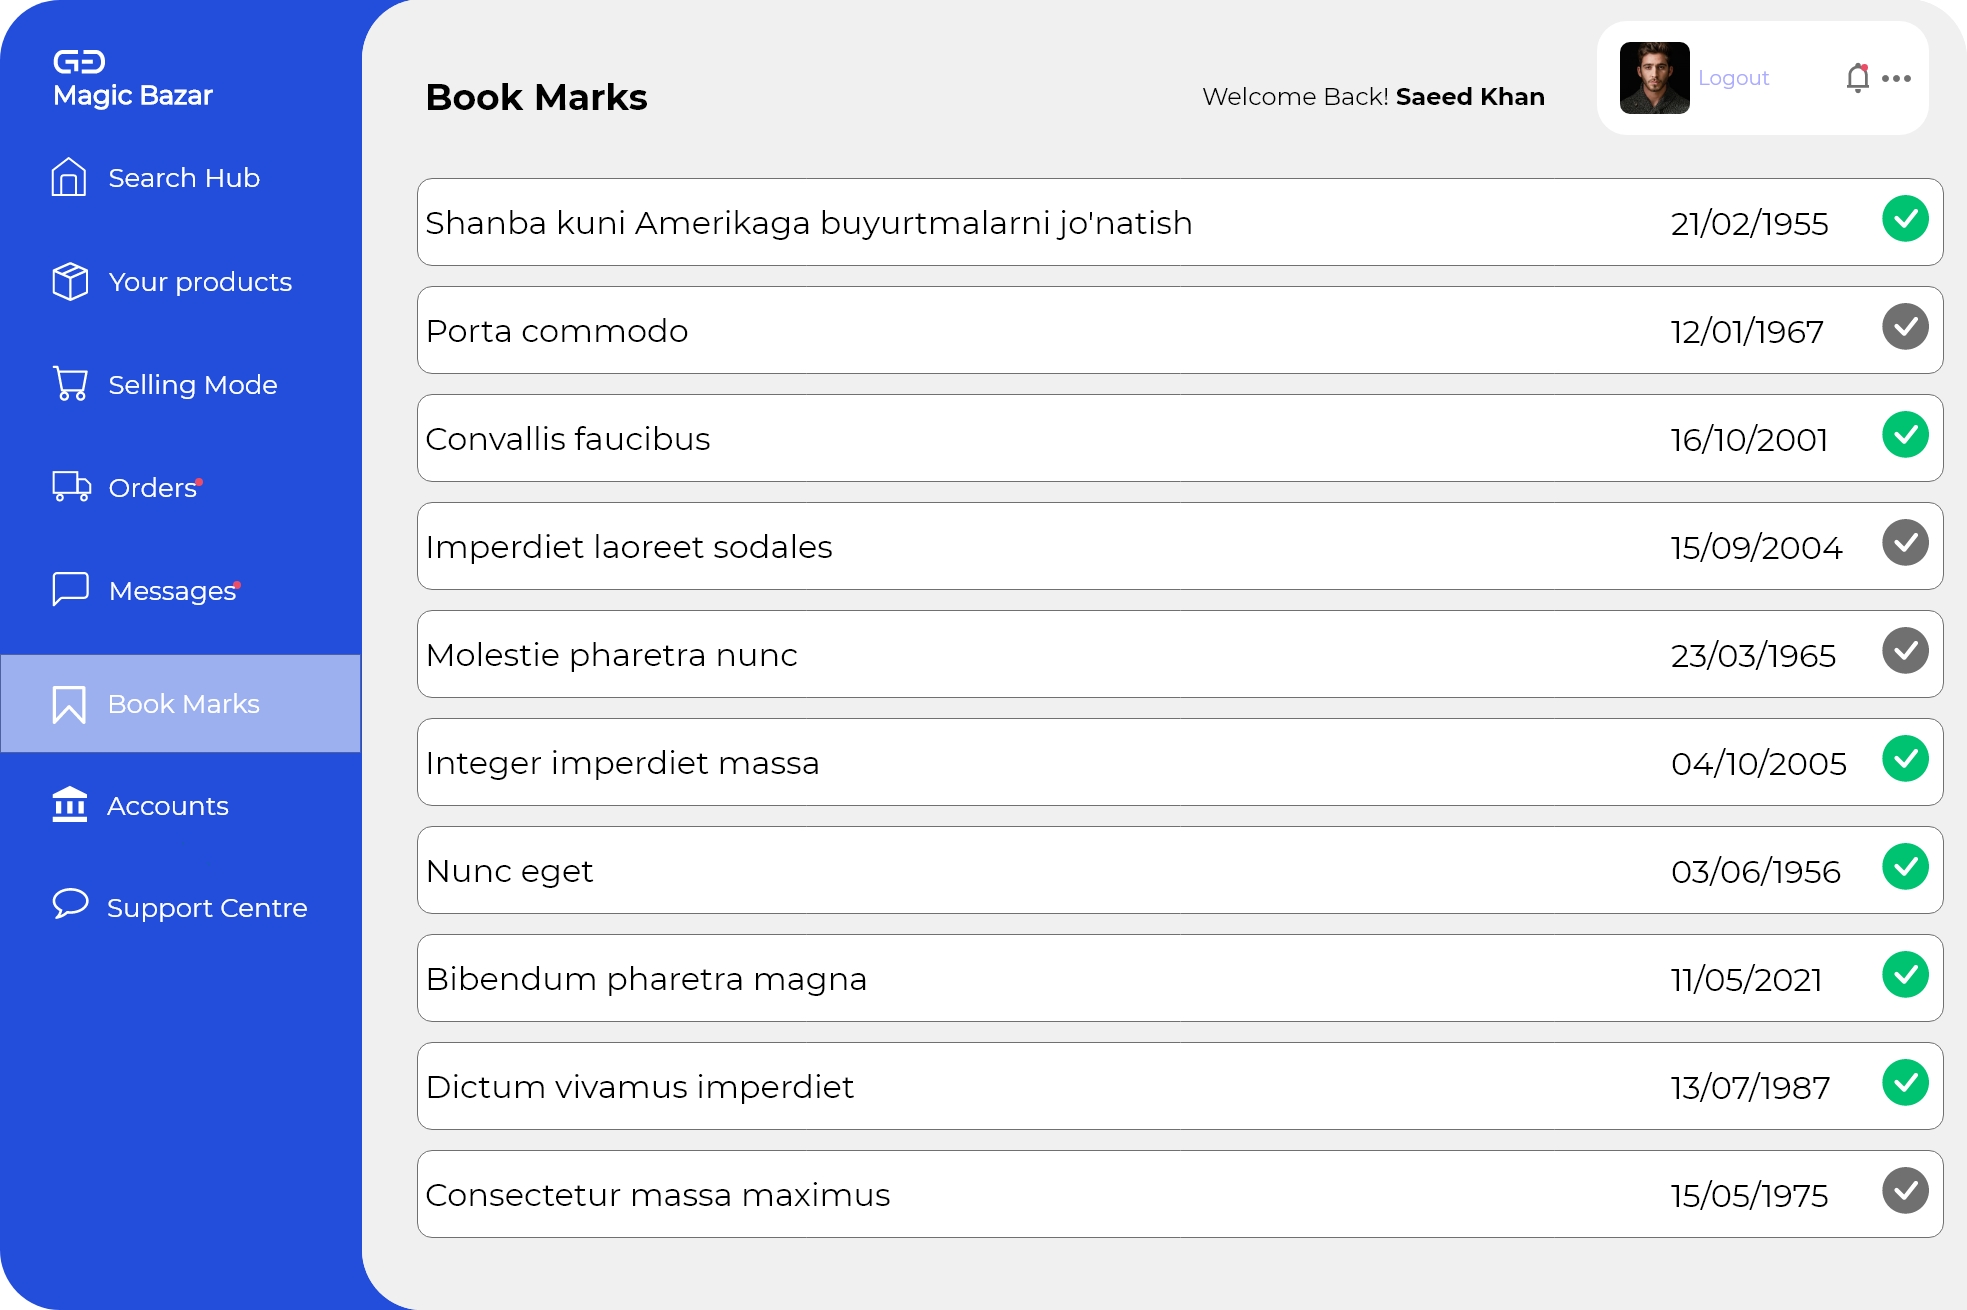 Magic Bazar
Search Hub
Your products
Selling Mode
Orders
Messages
Book Marks
Accounts
Support Centre
Book Marks
Welcome Back! Saeed Khan
Logout
Shanba kuni Amerikaga buyurtmalarni jo'natish 21/02/1955
Porta commodo 12/01/1967
Convallis faucibus 16/10/2001
Imperdiet laoreet sodales 15/09/2004
Molestie pharetra nunc 23/03/1965
Integer imperdiet massa 04/10/2005
Nunc eget 03/06/1956
Bibendum pharetra magna 11/05/2021
Dictum vivamus imperdiet 13/07/1987
Consectetur massa maximus 15/05/1975